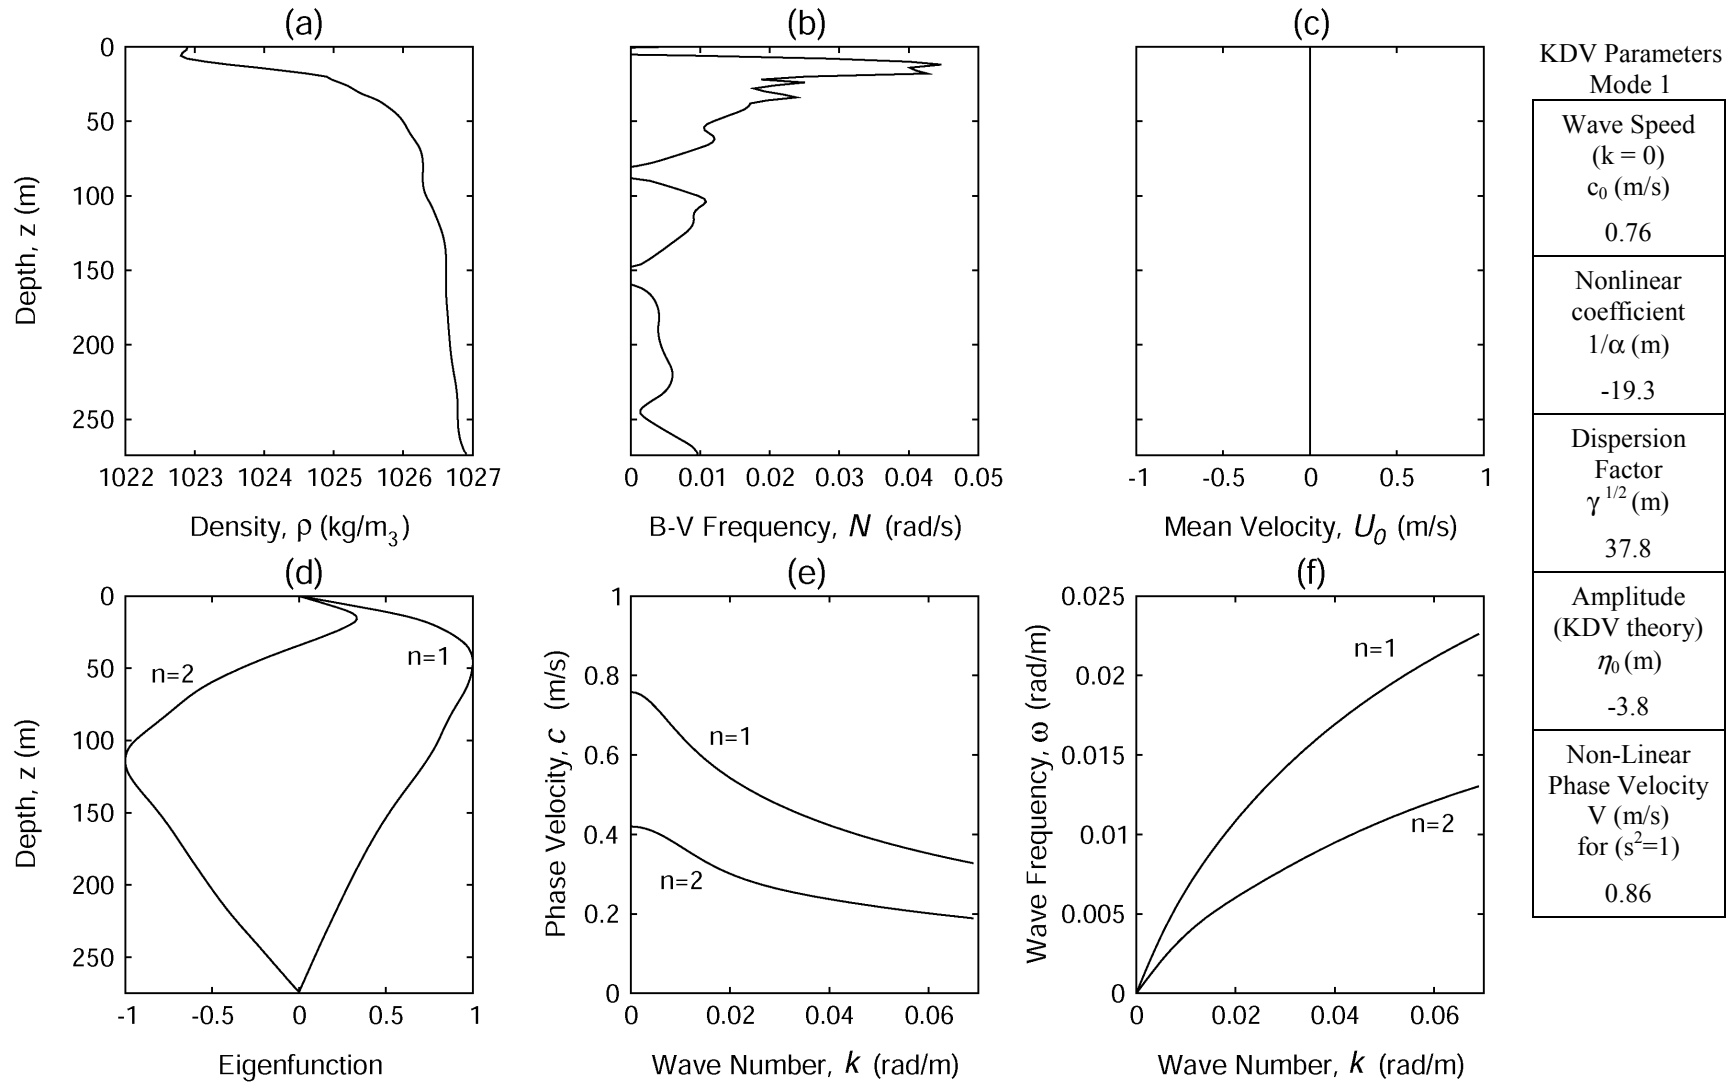 (a)
0
50
100
150
200
250
1022 1023 1024 1025 1026 1027
Depth, z (m)
Density, ρ (kg/m3)
(b)
0 0.01 0.02 0.03 0.04 0.05
B-V Frequency, N (rad/s)
(c)
-1 -0.5 0 0.5 1
Mean Velocity, U0 (m/s)
(d)
0
50
100
150
200
250
-1 -0.5 0 0.5 1
n=2
n=1
Depth, z (m)
Eigenfunction
(e)
1
0.8
0.6
0.4
0.2
0
0 0.02 0.04 0.06
n=1
n=2
Phase Velocity, c (m/s)
Wave Number, k (rad/m)
(f)
0.025
0.02
0.015
0.01
0.005
0
0 0.02 0.04 0.06
n=1
n=2
Wave Frequency, ω (rad/m)
Wave Number, k (rad/m)
KDV Parameters
Mode 1
Wave Speed
(k = 0)
c0 (m/s)
0.76
Nonlinear
coefficient
1/α (m)
-19.3
Dispersion
Factor
γ 1/2 (m)
37.8
Amplitude
(KDV theory)
η0 (m)
-3.8
Non-Linear
Phase Velocity
V (m/s)
for (s2=1)
0.86